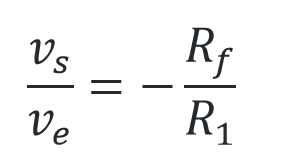 v_s / v_e = − R_f / R_1